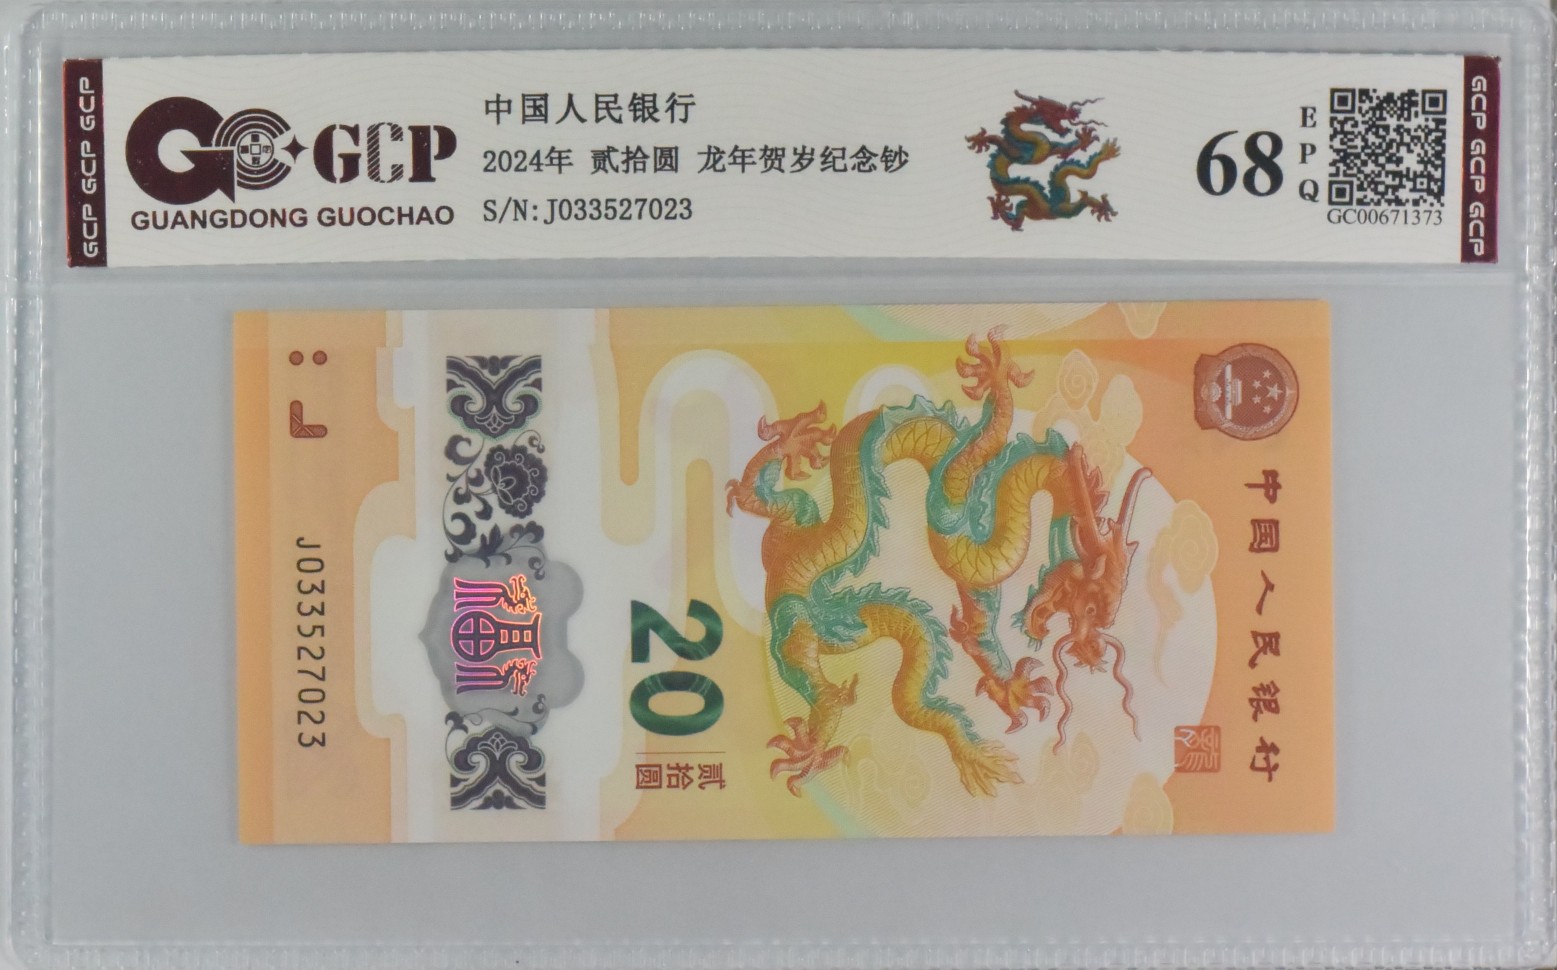 GCP GCP GCP
GCP
GUANGDONG GUOCHAO
中国人民银行
2024年 贰拾圆 龙年贺岁纪念钞
S/N:J033527023
68
EPQ
GC00671373
GCP GCP GCP
中国人民银行
20
贰拾圆
J033527023